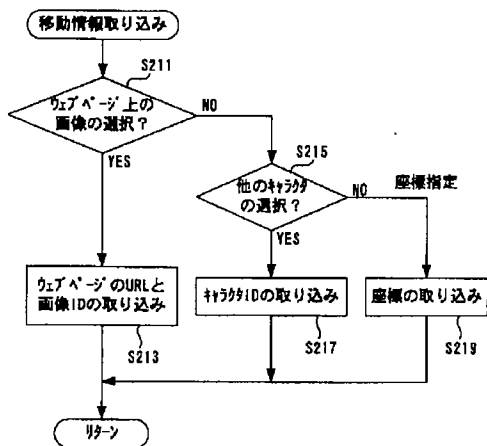 移動情報取り込み
S211
ウェブページ上の
画像の選択？
NO
YES
S215
他のキャラクタ
の選択？
NO
座標指定
YES
ウェブページのURLと
画像IDの取り込み
S213
キャラクタIDの取り込み
S217
座標の取り込み
S219
リターン